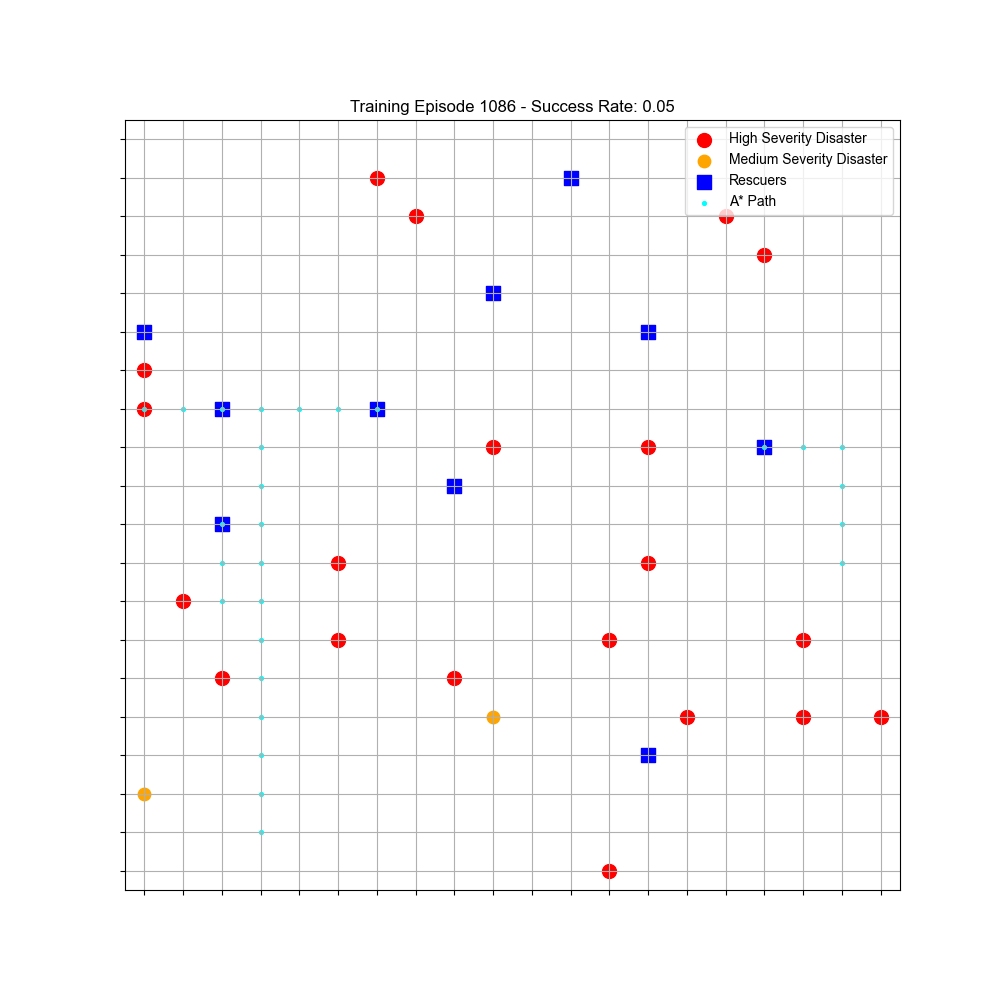 Training Episode 1086 - Success Rate: 0.05
High Severity Disaster
Medium Severity Disaster
Rescuers
A* Path